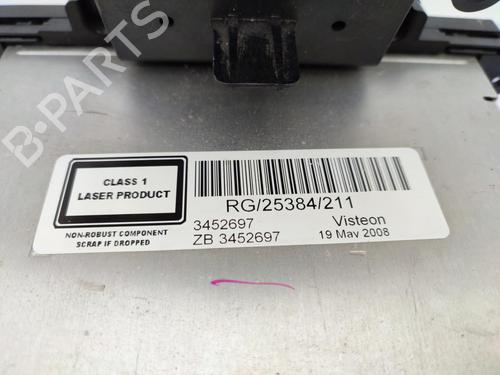 B-PARTS
CLASS 1
LASER PRODUCT
NON-ROBUST COMPONENT
SCRAP IF DROPPED
RG/25384/211
3452697 Visteon
ZB 3452697 19 May 2008